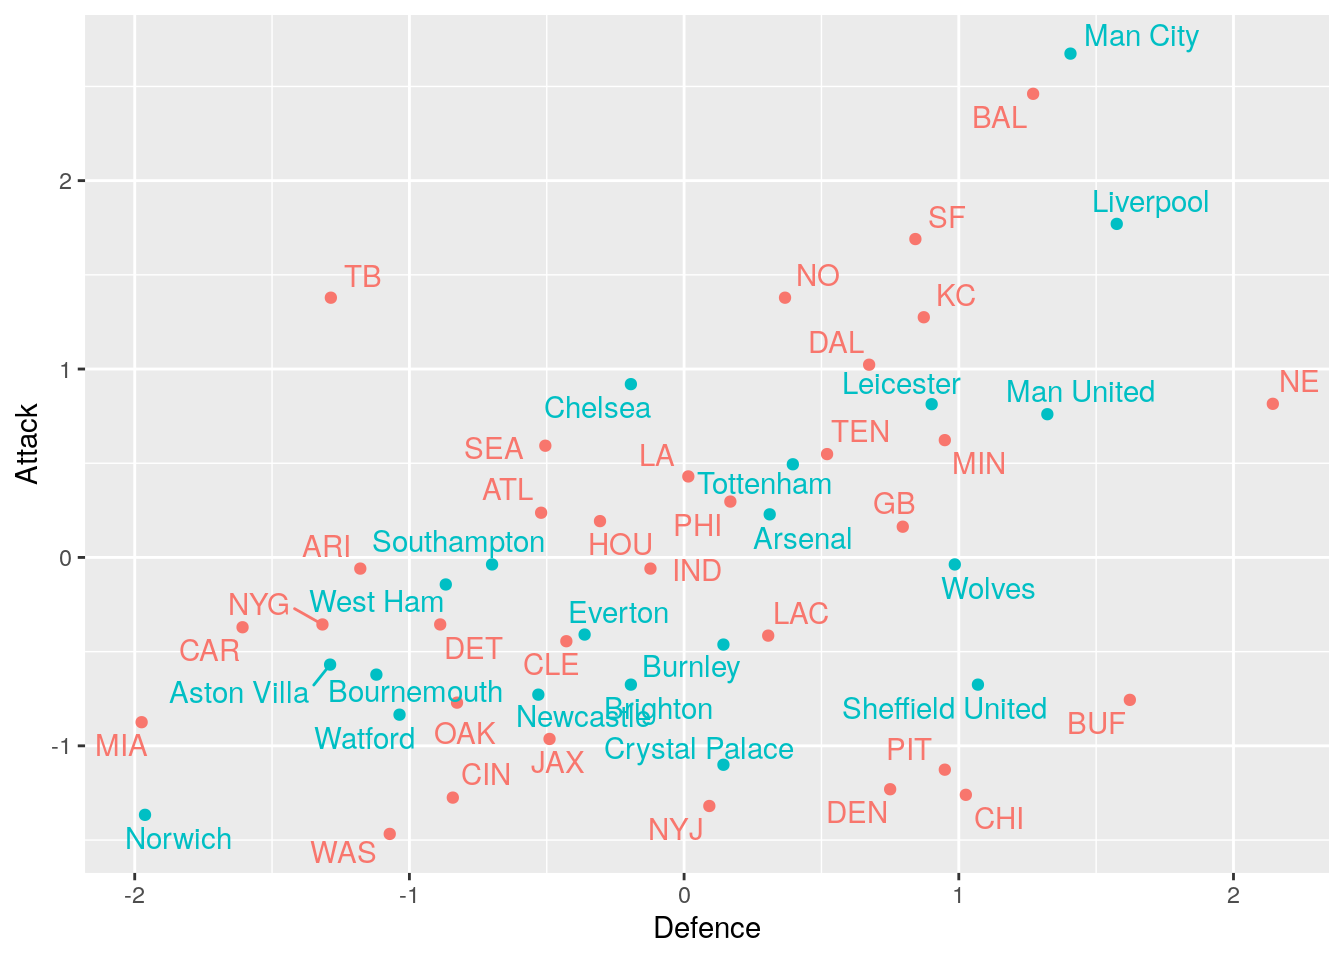 Man City
BAL
Liverpool
SF
TB
NO
KC
DAL
Leicester
Man United
NE
Chelsea
TEN
SEA
LA
MIN
ATL
Tottenham
GB
PHI
Southampton
ARI
HOU
Arsenal
IND
Wolves
NYG
West Ham
Everton
LAC
CAR
DET
CLE
Burnley
Aston Villa
Bournemouth
Newcastle
Brighton
Sheffield United
BUF
MIA
Watford
OAK
Crystal Palace
PIT
JAX
CIN
DEN
CHI
Norwich
WAS
NYJ
2
1
0
-1
Attack
-2
-1
0
1
2
Defence